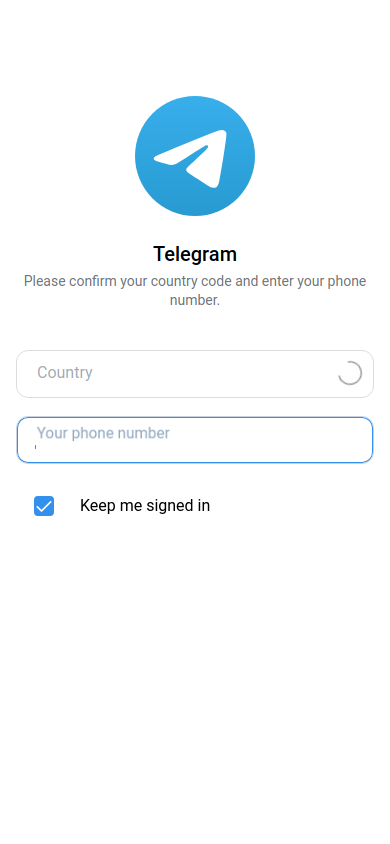 Telegram
Please confirm your country code and enter your phone
number.
Country
Your phone number
Keep me signed in